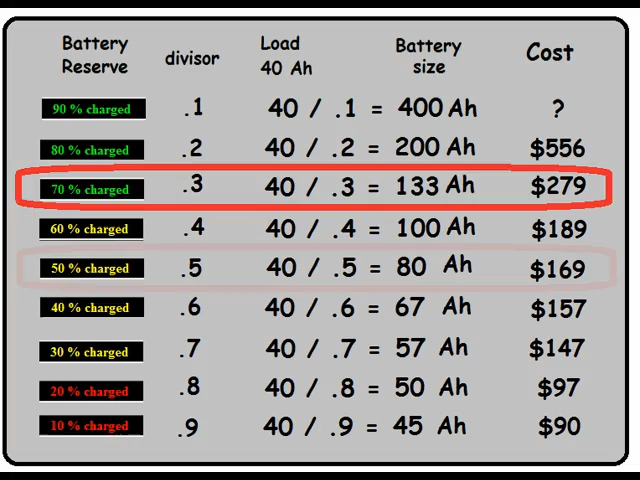 Battery Reserve divisor Load 40 Ah Battery size Cost
90 % charged .1 40 / .1 = 400 Ah ?
80 % charged .2 40 / .2 = 200 Ah $556
70 % charged .3 40 / .3 = 133 Ah $279
60 % charged .4 40 / .4 = 100 Ah $189
50 % charged .5 40 / .5 = 80 Ah $169
40 % charged .6 40 / .6 = 67 Ah $157
30 % charged .7 40 / .7 = 57 Ah $147
20 % charged .8 40 / .8 = 50 Ah $97
10 % charged .9 40 / .9 = 45 Ah $90